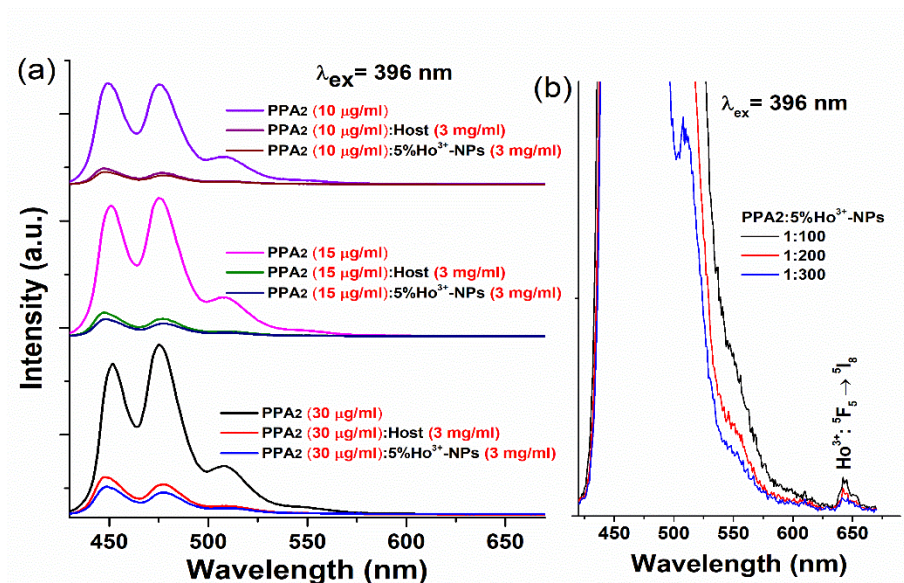 (a)
λex= 396 nm
PPA2 (10 µg/ml)
PPA2 (10 µg/ml):Host (3 mg/ml)
PPA2 (10 µg/ml):5%Ho³⁺-NPs (3 mg/ml)
PPA2 (15 µg/ml)
PPA2 (15 µg/ml):Host (3 mg/ml)
PPA2 (15 µg/ml):5%Ho³⁺-NPs (3 mg/ml)
PPA2 (30 µg/ml)
PPA2 (30 µg/ml):Host (3 mg/ml)
PPA2 (30 µg/ml):5%Ho³⁺-NPs (3 mg/ml)
Intensity (a.u.)
450 500 550 600 650
Wavelength (nm)
(b)
λex= 396 nm
PPA2:5%Ho³⁺-NPs
1:100
1:200
1:300
Ho³⁺: ⁵F₅ → ⁵I₈
450 500 550 600 650
Wavelength (nm)